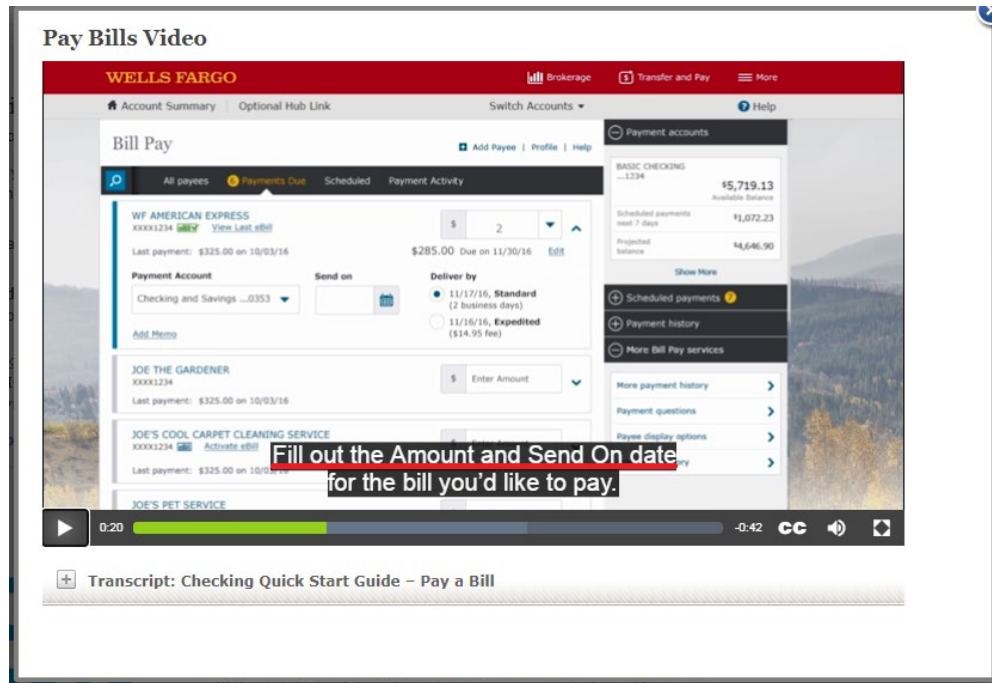 Pay Bills Video
WELLS FARGO
Brokerage
Transfer and Pay
More
Account Summary
Optional Hub Link
Switch Accounts
Help
Bill Pay
Add Payee | Profile | Help
All payees
6 Payments Due
Scheduled
Payment Activity
WF AMERICAN EXPRESS
XXXX1234 View Last eBill
Last payment: $325.00 on 10/03/16
$ 2
$285.00 Due on 11/30/16 Edit
Payment Account
Checking and Savings ...0353
Add Memo
Send on
Deliver by
11/17/16, Standard
(2 business days)
11/16/16, Expedited
($14.95 fee)
JOE THE GARDENER
XXXX1234
Last payment: $325.00 on 10/03/16
$ Enter Amount
JOE'S COOL CARPET CLEANING SERVICE
XXXX1234 Activate eBill
Last payment: $325.00 on 10/0
JOE'S PET SERVICE
Payment accounts
BASIC CHECKING
...1234
$5,719.13
Available Balance
Scheduled payments
next 7 days
$1,072.23
Projected
balance
$4,646.90
Show More
Scheduled payments 7
Payment history
More Bill Pay services
More payment history
Payment questions
Payee display options
Fill out the Amount and Send On date
for the bill you'd like to pay.
0:20
-0:42
CC
Transcript: Checking Quick Start Guide – Pay a Bill